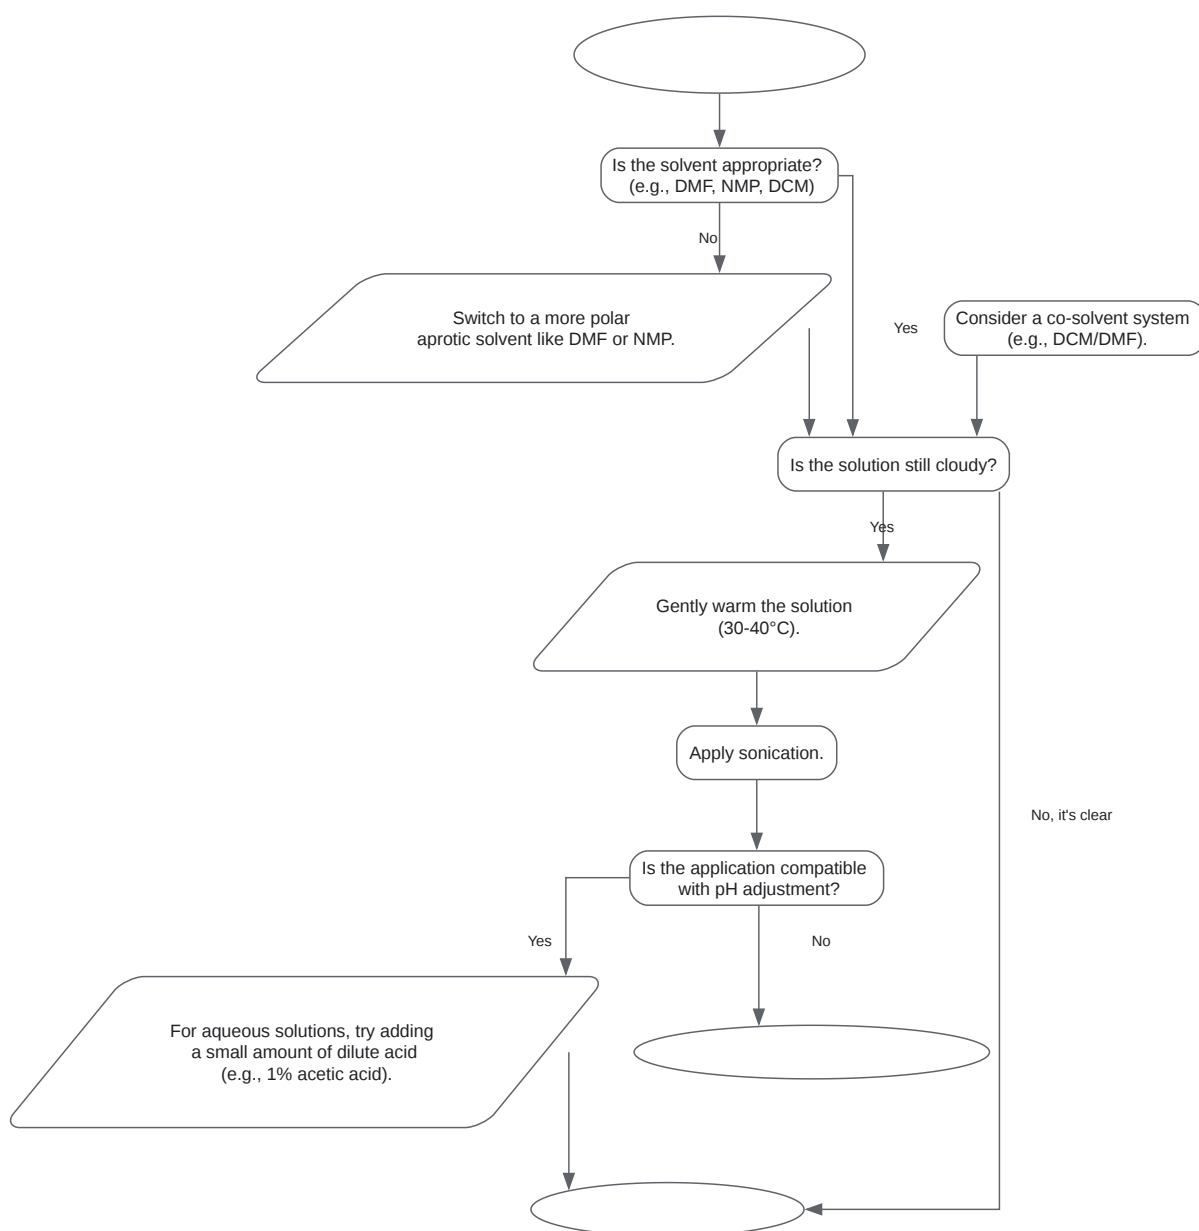 Is the solvent appropriate?
(e.g., DMF, NMP, DCM)
No
Switch to a more polar
aprotic solvent like DMF or NMP.
Yes
Consider a co-solvent system
(e.g., DCM/DMF).
Is the solution still cloudy?
Yes
Gently warm the solution
(30-40°C).
Apply sonication.
No, it's clear
Is the application compatible
with pH adjustment?
Yes
No
For aqueous solutions, try adding
a small amount of dilute acid
(e.g., 1% acetic acid).